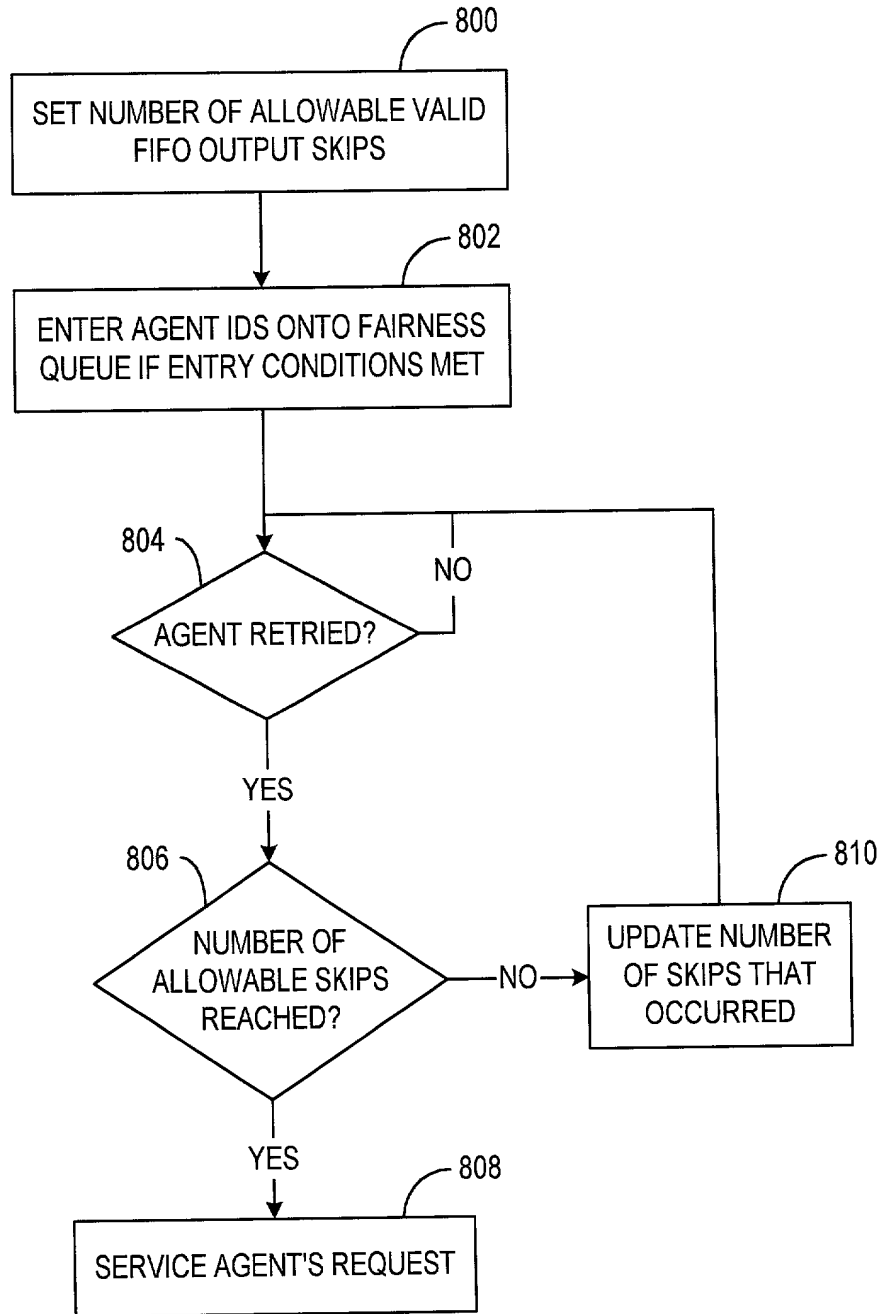 800
SET NUMBER OF ALLOWABLE VALID
FIFO OUTPUT SKIPS
802
ENTER AGENT IDS ONTO FAIRNESS
QUEUE IF ENTRY CONDITIONS MET
804
AGENT RETRIED?
NO
YES
806
NUMBER OF
ALLOWABLE SKIPS
REACHED?
NO
810
UPDATE NUMBER
OF SKIPS THAT
OCCURRED
YES
808
SERVICE AGENT'S REQUEST